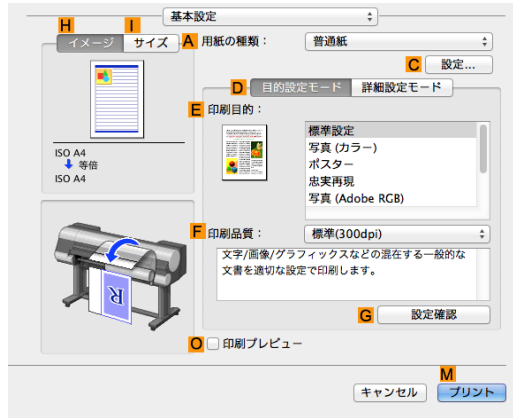 基本設定
H I
イメージ サイズ A 用紙の種類： 普通紙
C 設定...
D 目的設定モード 詳細設定モード
E 印刷目的：
標準設定
写真 (カラー)
ポスター
忠実再現
写真 (Adobe RGB)
ISO A4
等倍
ISO A4
F 印刷品質： 標準(300dpi)
文字/画像/グラフィックスなどの混在する一般的な
文書を適切な設定で印刷します。
R
G 設定確認
O 印刷プレビュー
M
キャンセル プリント